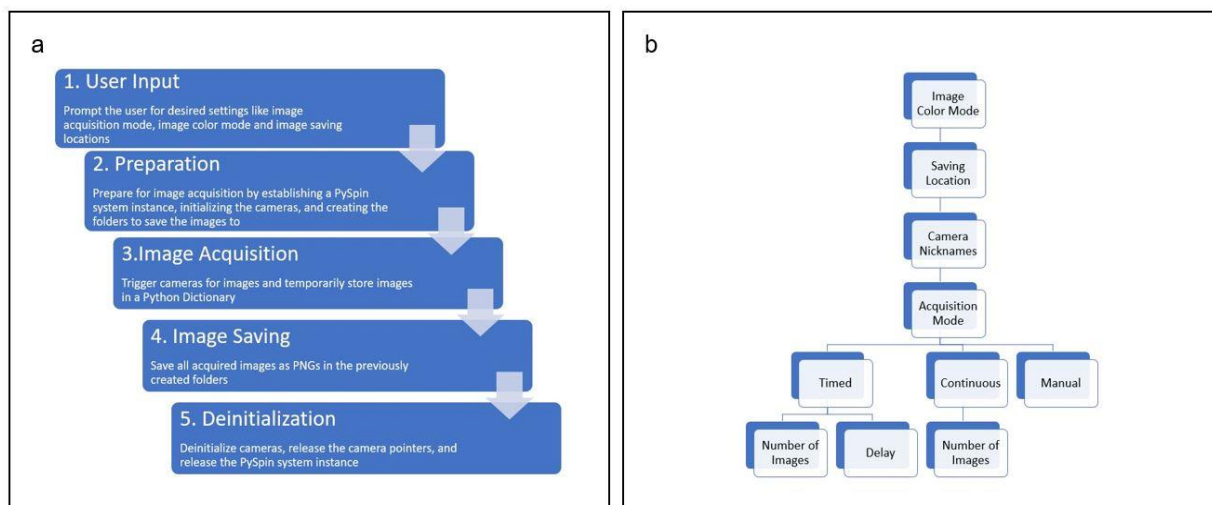 a
1. User Input
Prompt the user for desired settings like image
acquisition mode, image color mode and image saving
locations
2. Preparation
Prepare for image acquisition by establishing a PySpin
system instance, initializing the cameras, and creating the
folders to save the images to
3.Image Acquisition
Trigger cameras for images and temporarily store images
in a Python Dictionary
4. Image Saving
Save all acquired images as PNGs in the previously
created folders
5. Deinitialization
Deinitialize cameras, release the camera pointers, and
release the PySpin system instance
b
Image
Color Mode
Saving
Location
Camera
Nicknames
Acquisition
Mode
Timed
Continuous
Manual
Number of
Images
Delay
Number of
Images